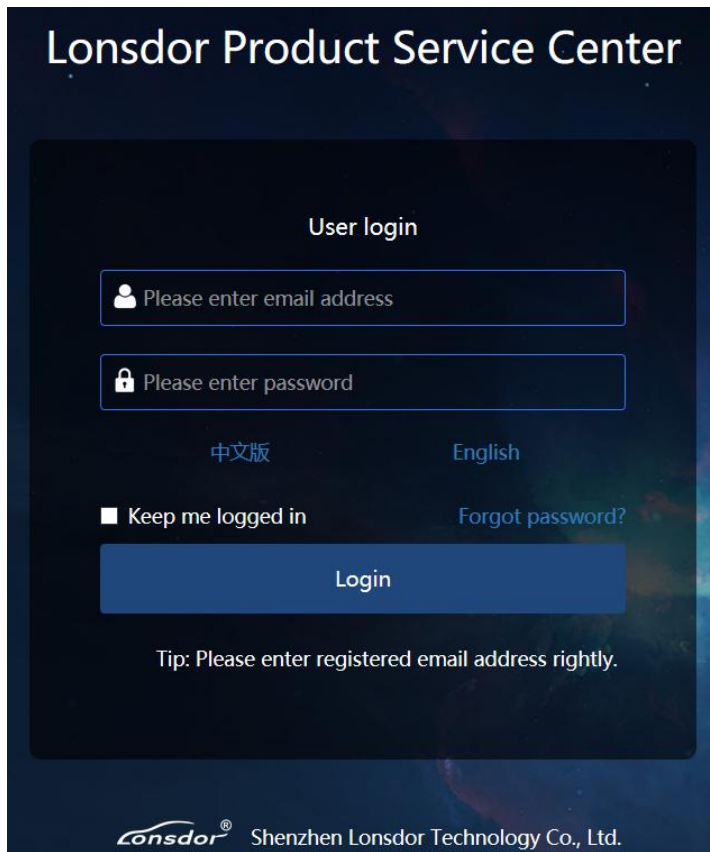 Lonsdor Product Service Center
User login
Please enter email address
Please enter password
中文版 English
Keep me logged in Forgot password?
Login
Tip: Please enter registered email address rightly.
Lonsdor® Shenzhen Lonsdor Technology Co., Ltd.